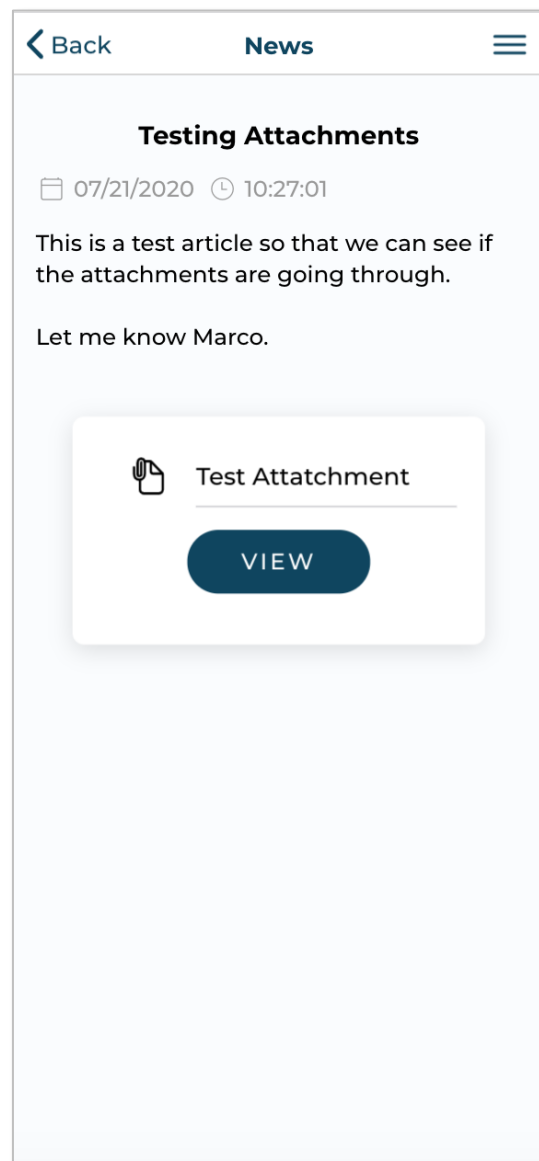 Back
News
Testing Attachments
07/21/2020 10:27:01
This is a test article so that we can see if
the attachments are going through.
Let me know Marco.
Test Attatchment
VIEW